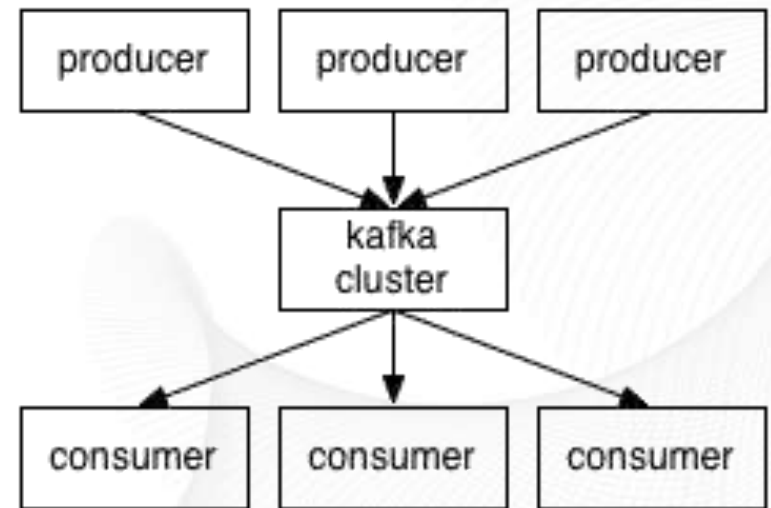 producer
producer
producer
kafka
cluster
consumer
consumer
consumer